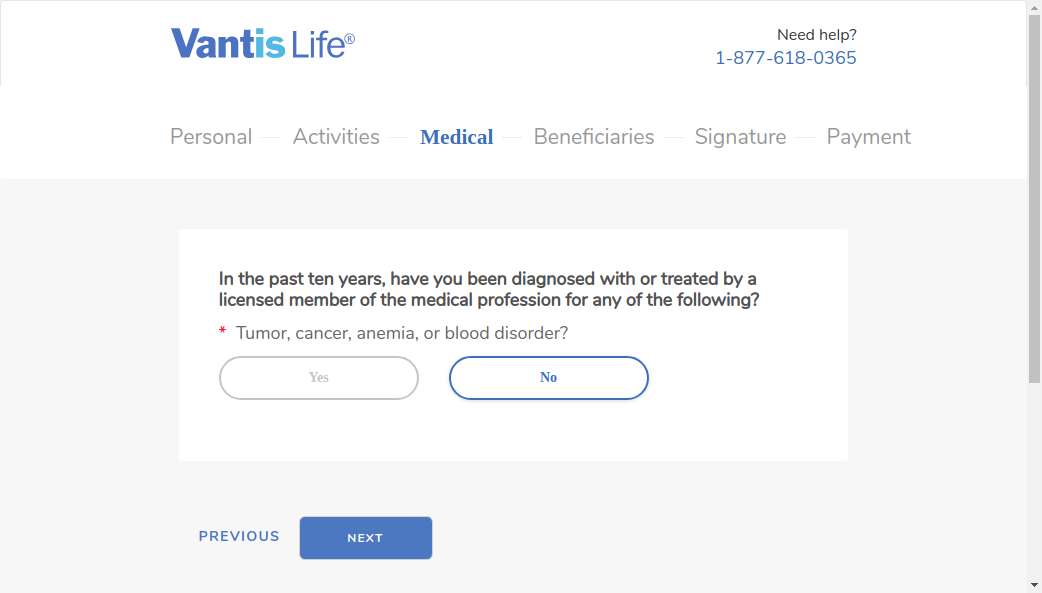 Vantis Life®
Need help?
1-877-618-0365
Personal
Activities
Medical
Beneficiaries
Signature
Payment
In the past ten years, have you been diagnosed with or treated by a
licensed member of the medical profession for any of the following?
* Tumor, cancer, anemia, or blood disorder?
Yes
No
PREVIOUS
NEXT